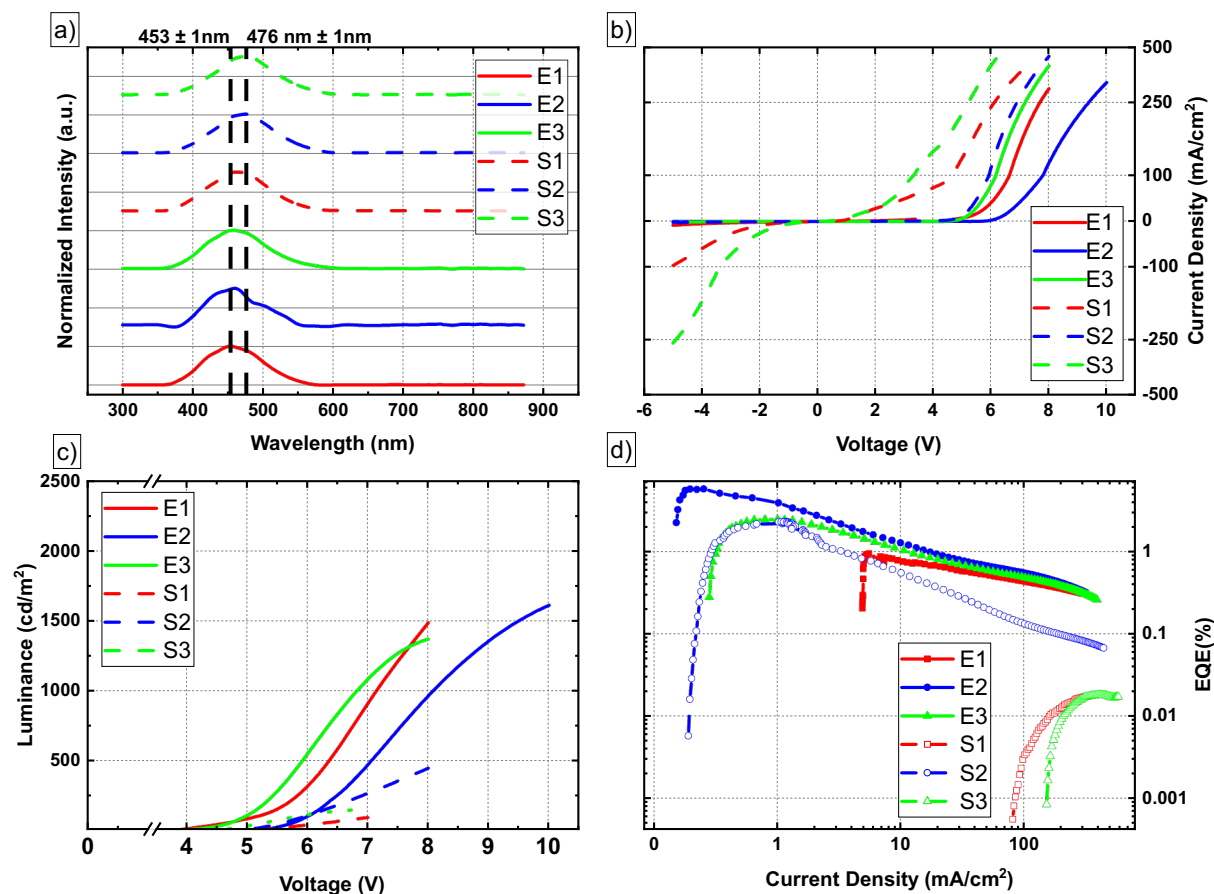 a)
453 ± 1nm 476 nm ± 1nm
E1
E2
E3
S1
S2
S3
Normalized Intensity (a.u.)
300 400 500 600 700 800 900
Wavelength (nm)
b)
500
250
100
0
-100
-250
-500
Current Density (mA/cm²)
E1
E2
E3
S1
S2
S3
-6 -4 -2 0 2 4 6 8 10
Voltage (V)
c)
2500
2000
1500
1000
500
Luminance (cd/m²)
E1
E2
E3
S1
S2
S3
0 4 5 6 7 8 9 10
Voltage (V)
d)
1
0.1
0.01
0.001
EQE(%)
E1
E2
E3
S1
S2
S3
0 1 10 100
Current Density (mA/cm²)